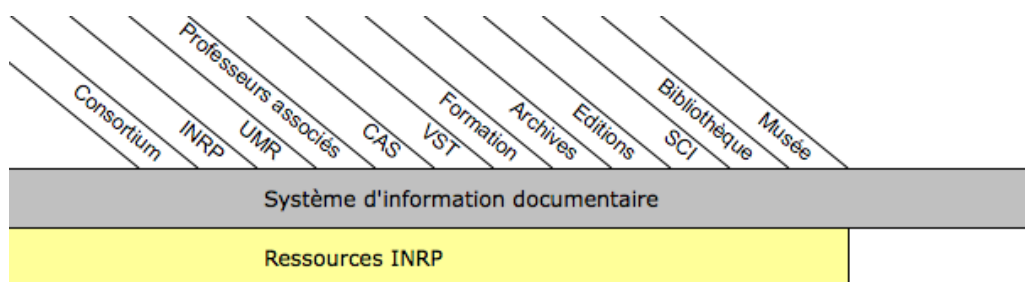 Consortium
INRP
UMR
Professeurs associés
CAS
VST
Formation
Archives
Editions
SCI
Bibliothèque
Musée
Système d'information documentaire
Ressources INRP